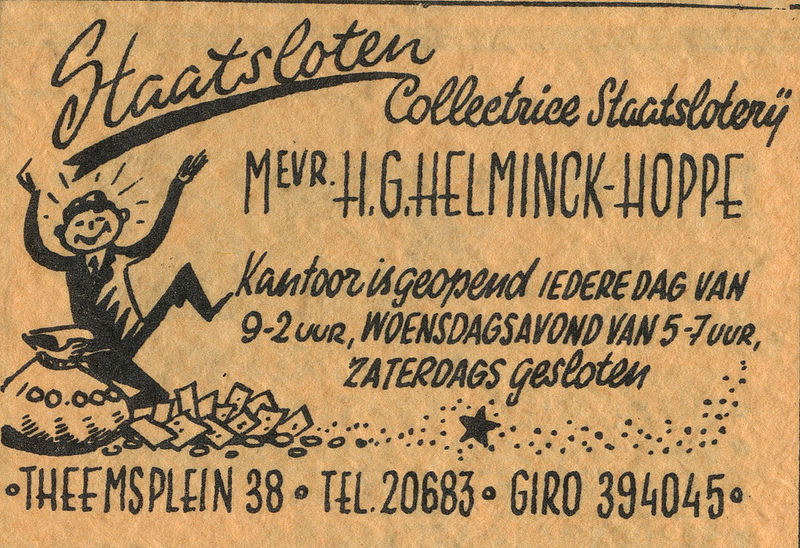 Staatsloten
Collectrice Staatsloterij
MEVR. H.G. HELMINCK-HOPPE
Kantoor is geopend IEDERE DAG VAN
9-2 UUR, WOENSDAGSAVOND VAN 5-7 UUR,
ZATERDAGS gesloten
100.000
•THEEMSPLEIN 38 • TEL. 20683 • GIRO 394045•